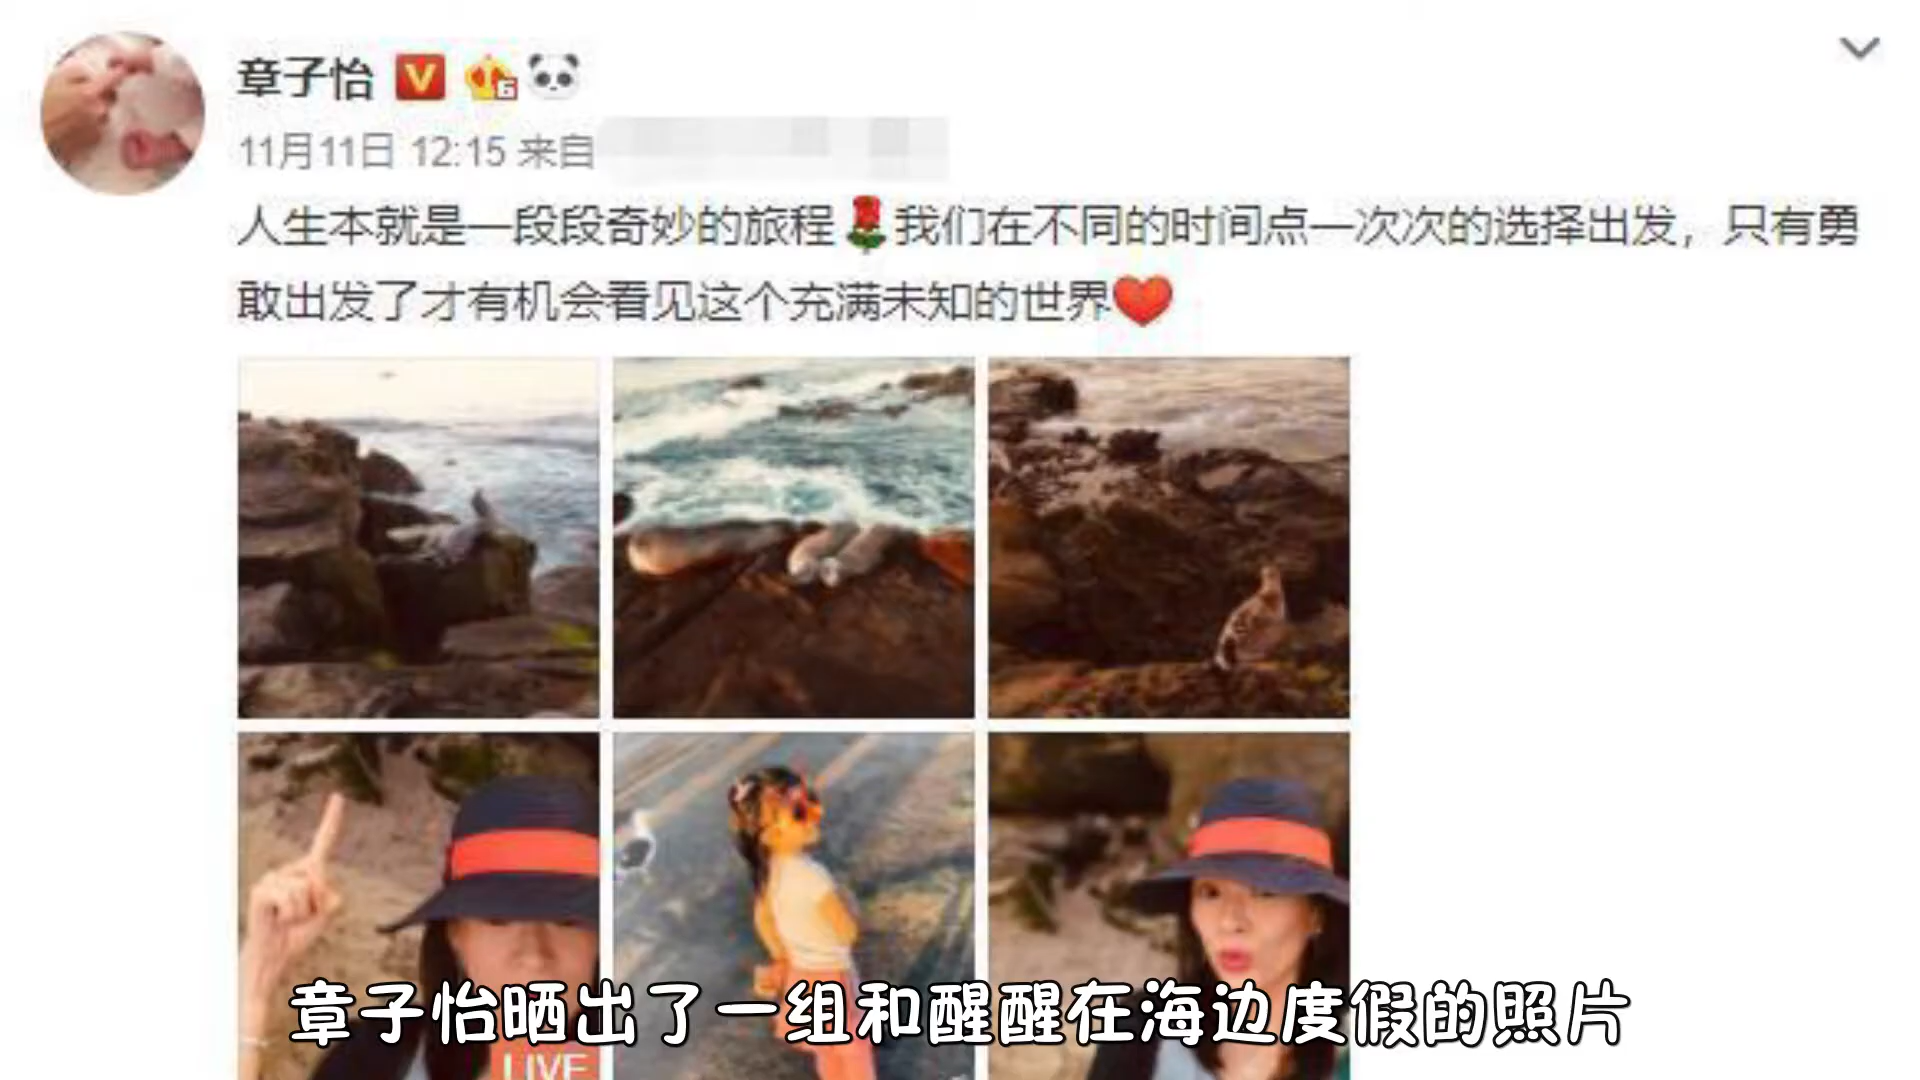 章子怡
11月11日 12:15 来自
人生本就是一段段奇妙的旅程🌹我们在不同的时间点一次次的选择出发，只有勇
敢出发了才有机会看见这个充满未知的世界❤️
章子怡晒出了一组和醒醒在海边度假的照片
LIVE